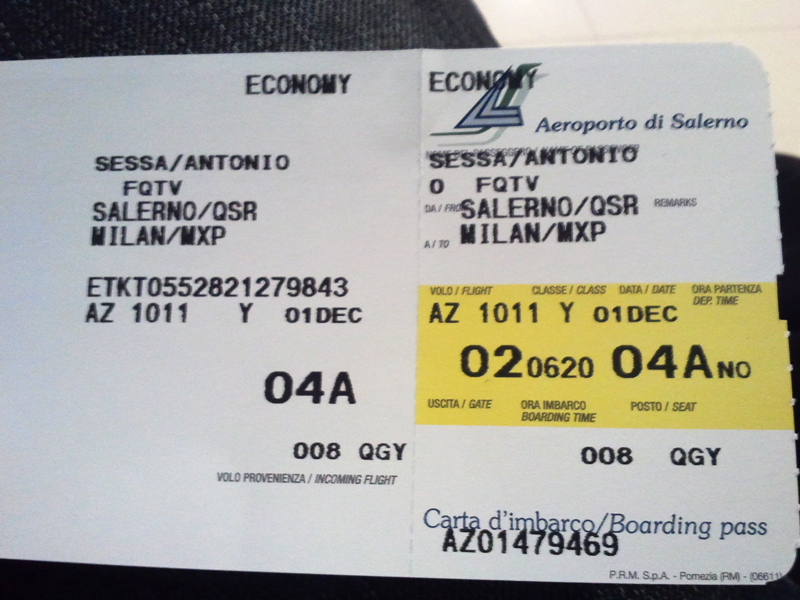 ECONOMY
SESSA/ANTONIO
FQTV
SALERNO/QSR
MILAN/MXP
ETKT0552821279843
AZ 1011 Y 01DEC
04A
008 QGY
VOLO PROVENIENZA / INCOMING FLIGHT
ECONOMY
Aeroporto di Salerno
SESSA/ANTONIO
0 FQTV
DA / FROM SALERNO/QSR REMARKS
A / TO MILAN/MXP
VOLO / FLIGHT CLASSE / CLASS DATA / DATE ORA PARTENZA
DEP. TIME
AZ 1011 Y 01DEC
02 0620 04A NO
USCITA / GATE ORA IMBARCO POSTO / SEAT
BOARDING TIME
008 QGY
Carta d'imbarco/Boarding pass
AZ01479469
P.R.M. S.p.A. - Pomezia (RM) - (06611)